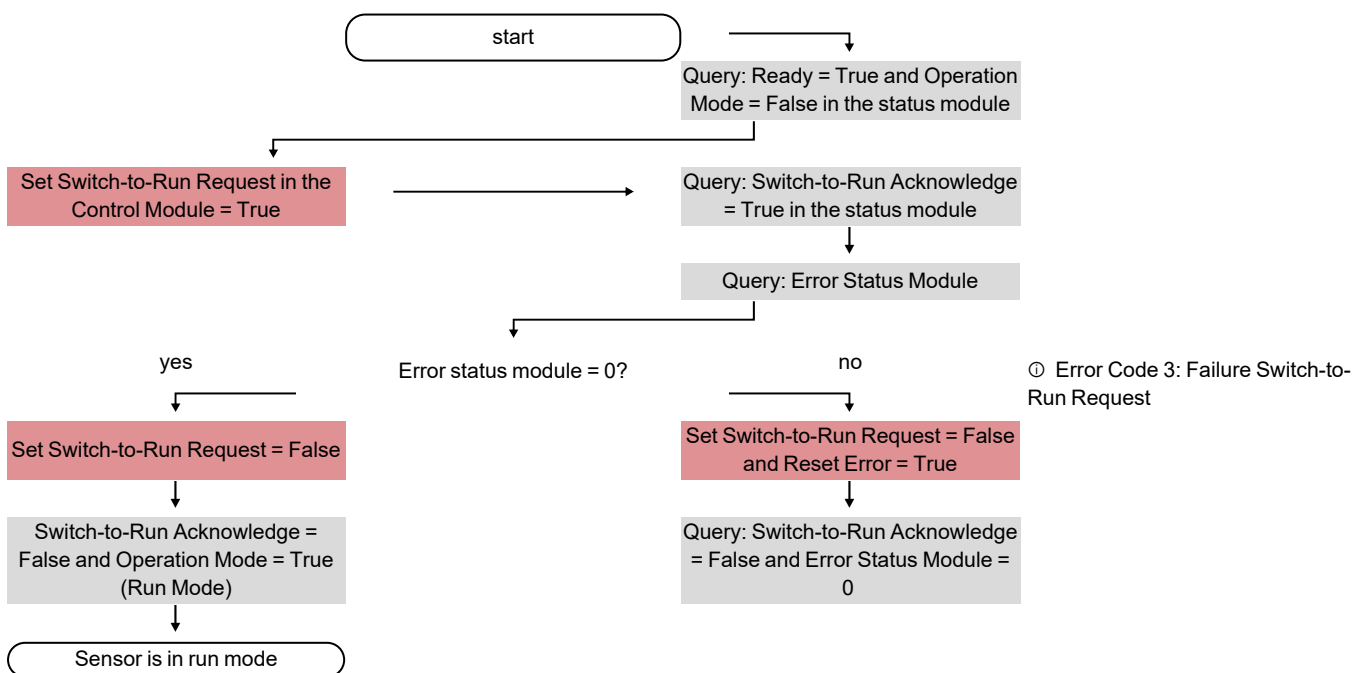 start
Query: Ready = True and Operation
Mode = False in the status module
Set Switch-to-Run Request in the
Control Module = True
Query: Switch-to-Run Acknowledge
= True in the status module
Query: Error Status Module
yes
Error status module = 0?
no
ⓘ Error Code 3: Failure Switch-to-
Run Request
Set Switch-to-Run Request = False
Set Switch-to-Run Request = False
and Reset Error = True
Switch-to-Run Acknowledge =
False and Operation Mode = True
(Run Mode)
Query: Switch-to-Run Acknowledge
= False and Error Status Module =
0
Sensor is in run mode